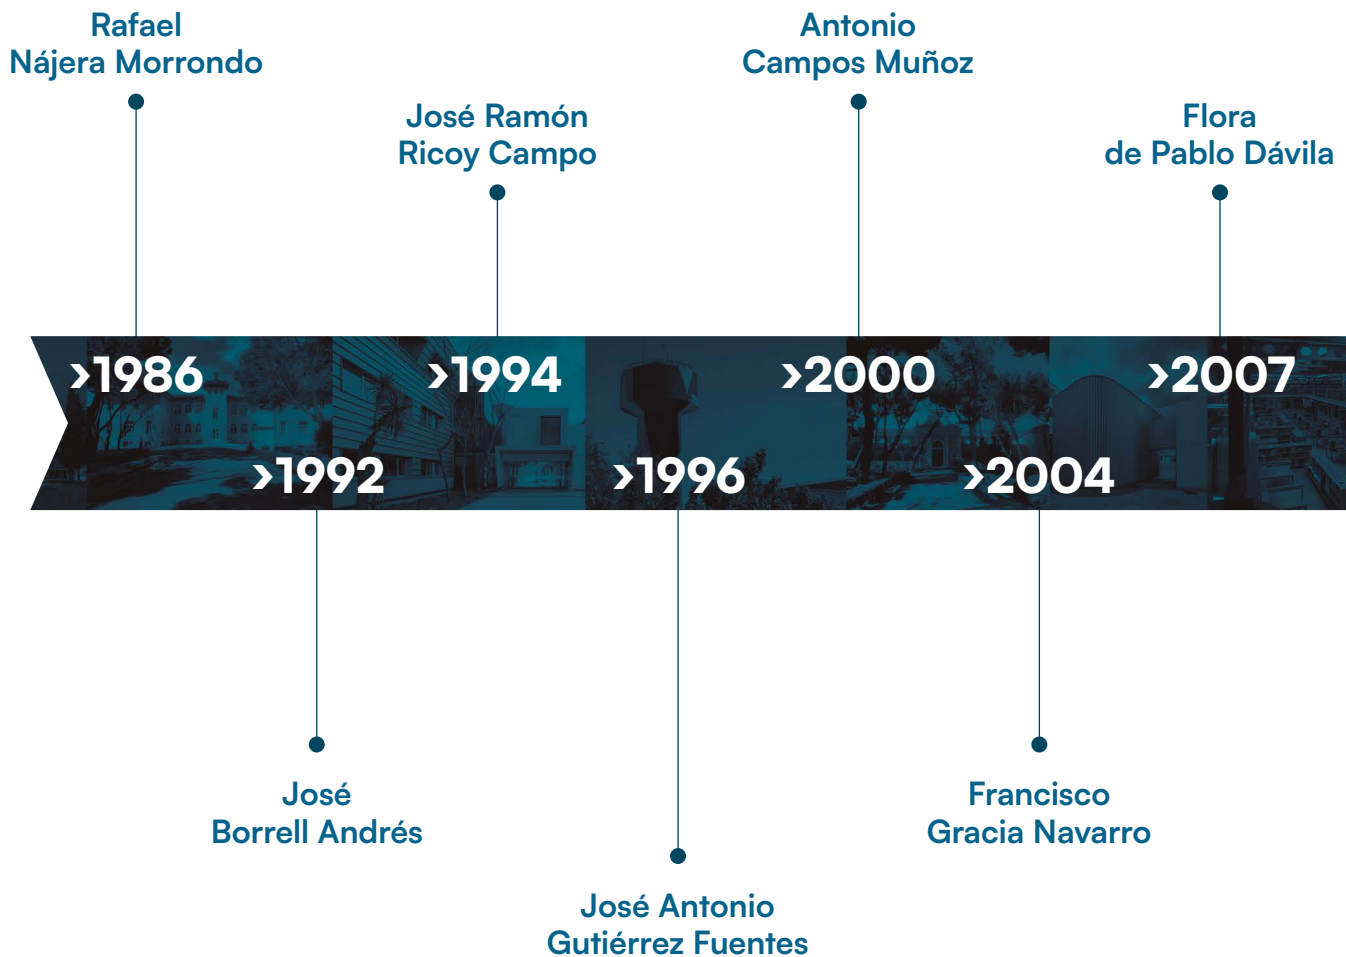 Rafael
Nájera Morrondo
Antonio
Campos Muñoz
José Ramón
Ricoy Campo
Flora
de Pablo Dávila
>1986
>1994
>2000
>2007
>1992
>1996
>2004
José
Borrell Andrés
Francisco
Gracia Navarro
José Antonio
Gutiérrez Fuentes